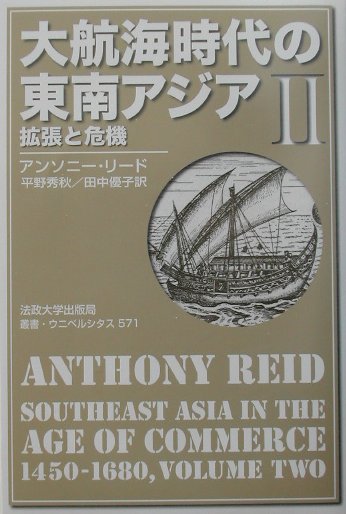 大航海時代の
東南アジア II
拡張と危機
アンソニー・リード
平野秀秋／田中優子訳
法政大学出版局
叢書・ウニベルシタス 571
ANTHONY REID
SOUTHEAST ASIA IN THE
AGE OF COMMERCE
1450-1680, VOLUME TWO